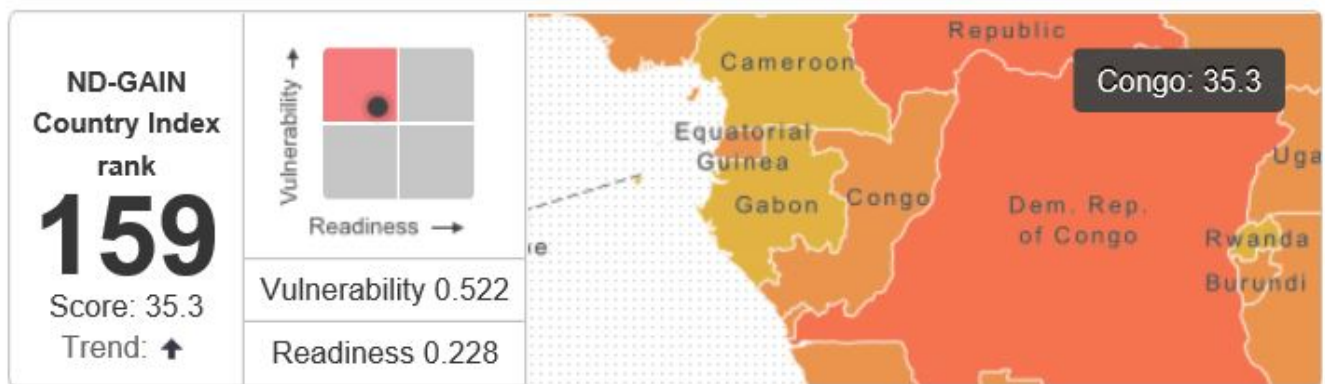 ND-GAIN
Country Index
rank
159
Score: 35.3
Trend:
Vulnerability
Readiness
Vulnerability 0.522
Readiness 0.228
Republic
Cameroon
Congo: 35.3
Equatorial
Guinea
Uga
Gabon
Congo
Dem. Rep.
of Congo
Rwanda
Burundi